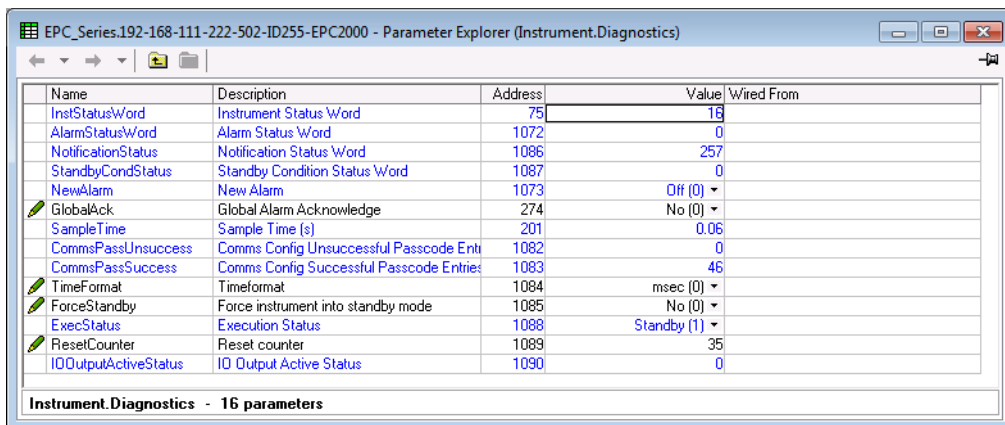 EPC_Series.192-168-111-222-502-ID255-EPC2000 - Parameter Explorer (Instrument.Diagnostics)
Name Description Address Value Wired From
InstStatusWord Instrument Status Word 75 16
AlarmStatusWord Alarm Status Word 1072 0
NotificationStatus Notification Status Word 1086 257
StandbyCondStatus Standby Condition Status Word 1087 0
NewAlarm New Alarm 1073 Off (0)
GlobalAck Global Alarm Acknowledge 274 No (0)
SampleTime Sample Time (s) 201 0.06
CommsPassUnsuccess Comms Config Unsuccessful Passcode Entri 1082 0
CommsPassSuccess Comms Config Successful Passcode Entries 1083 46
TimeFormat Timeformat 1084 msec (0)
ForceStandby Force instrument into standby mode 1085 No (0)
ExecStatus Execution Status 1088 Standby (1)
ResetCounter Reset counter 1089 35
IOOutputActiveStatus IO Output Active Status 1090 0
Instrument.Diagnostics - 16 parameters